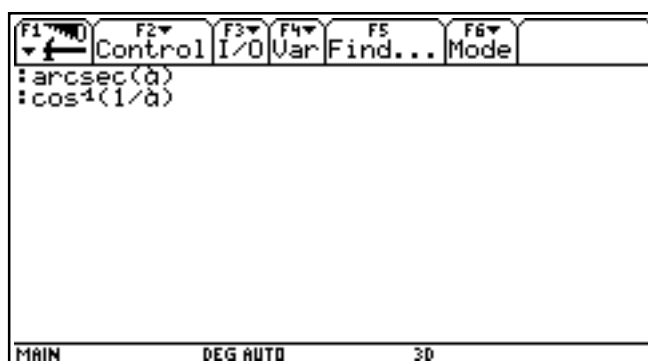 F1 F2 F3 F4 F5 F6
Control I/O Var Find... Mode
:arcsec(à)
:cos⁻¹(1/à)
MAIN DEG AUTO 3D